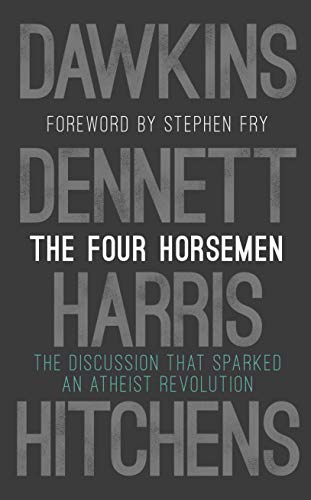 DAWKINS
FOREWORD BY STEPHEN FRY
DENNETT
THE FOUR HORSEMEN
HARRIS
THE DISCUSSION THAT SPARKED
AN ATHEIST REVOLUTION
HITCHENS